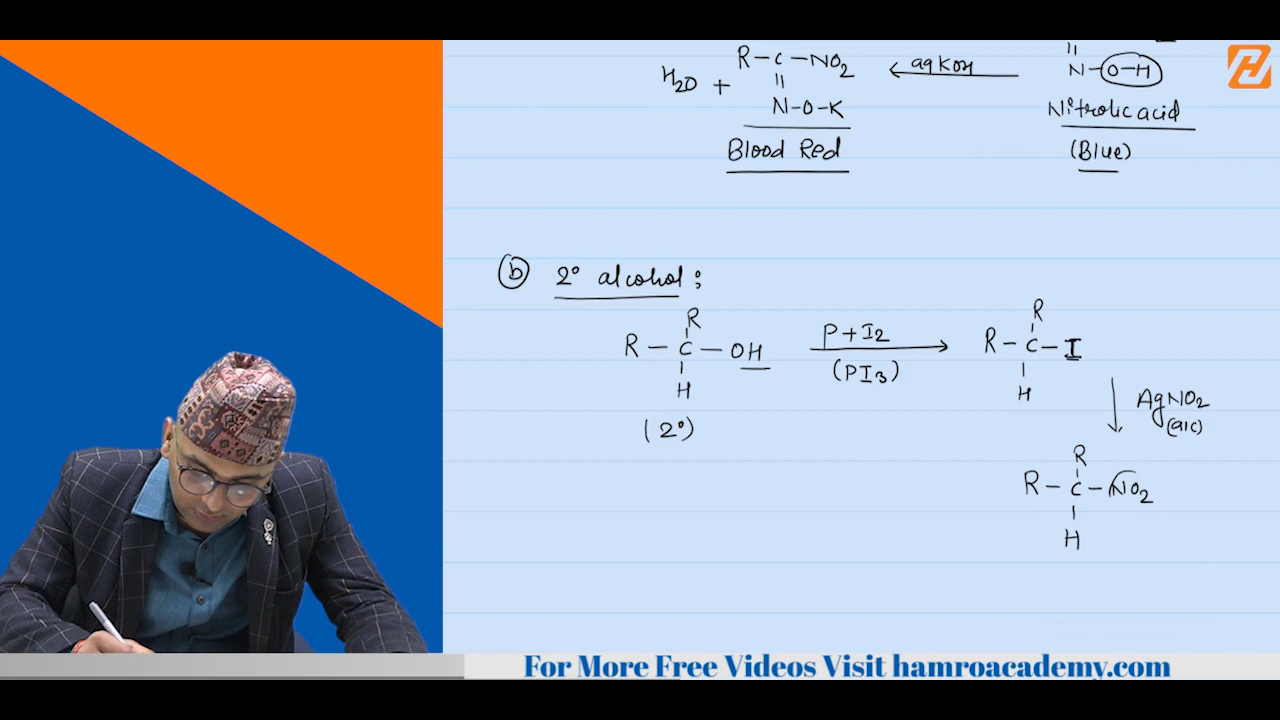 R-C-NO2
||
N-O-K
H2O +
Blood Red
aq KOH
||
N-O-H
Nitrolic acid
(Blue)
(b) 2° alcohol:
R
R-C-OH
H
(2°)
P+I2
(PI3)
R
R-C-I
H
AgNO2
(alc)
R
R-C-NO2
H
For More Free Videos Visit hamroacademy.com